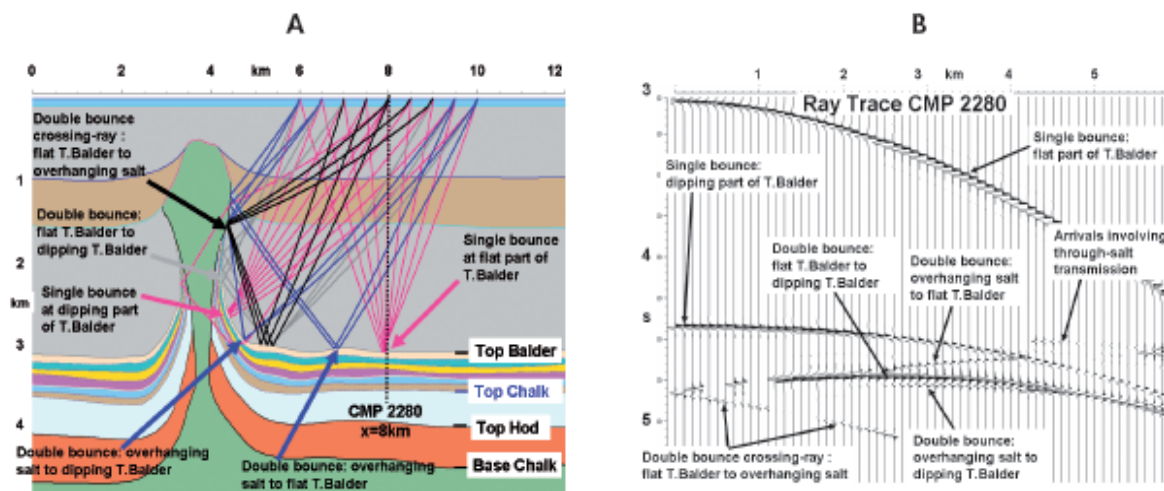 A
0 2 4 km 6 8 10 12
Double bounce
crossing-ray :
flat T.Balder to
overhanging salt
1
Double bounce:
flat T.Balder to
dipping T.Balder
2
km
Single bounce
at dipping part
of T.Balder
3
4
Single bounce
at flat part of
T.Balder
Top Balder
Top Chalk
CMP 2280
x=8km
Top Hod
Base Chalk
Double bounce: overhanging
salt to dipping T.Balder
Double bounce: overhanging
salt to flat T.Balder
B
1 2 3 km 4 5
3
Ray Trace CMP 2280
Single bounce:
dipping part of T.Balder
Single bounce:
flat part of T.Balder
4
Double bounce:
flat T.Balder to
dipping T.Balder
Double bounce:
overhanging salt
to flat T.Balder
Arrivals involving
through-salt
transmission
s
5
Double bounce crossing-ray :
flat T.Balder to overhanging salt
Double bounce:
overhanging salt to
dipping T.Balder